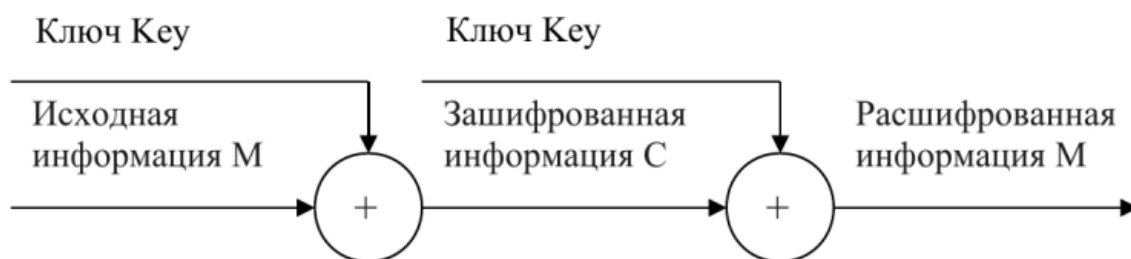 Ключ Key
Ключ Key
Исходная
информация М
Зашифрованная
информация С
Расшифрованная
информация М
+
+